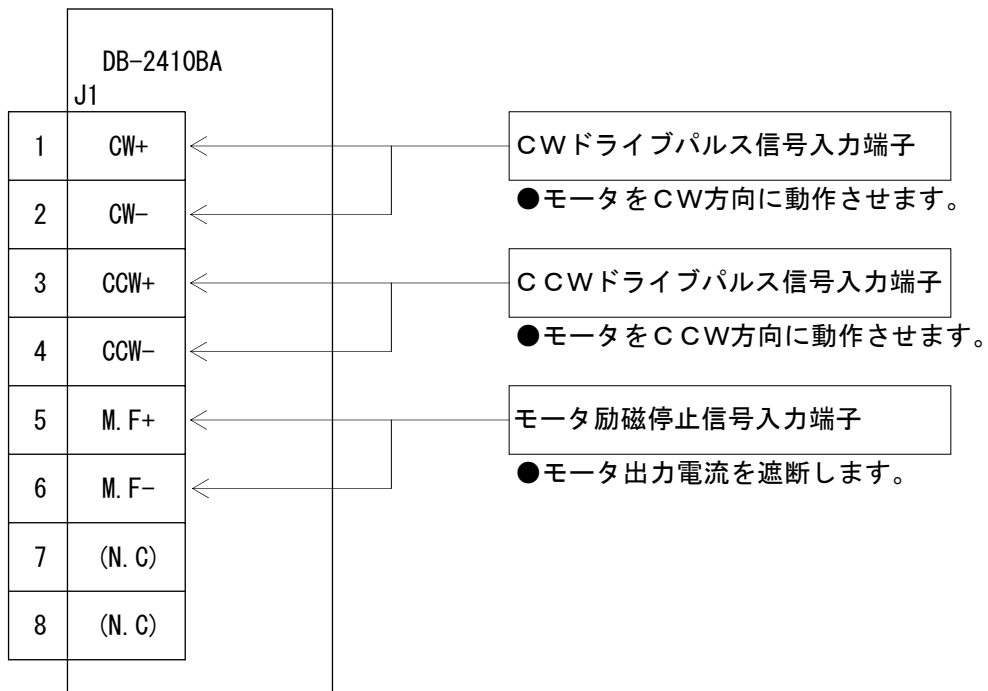 DB-2410BA
J1
1 CW+
2 CW-
3 CCW+
4 CCW-
5 M.F+
6 M.F-
7 (N.C)
8 (N.C)
CWドライブパルス信号入力端子
●モータをCW方向に動作させます。
CCWドライブパルス信号入力端子
●モータをCCW方向に動作させます。
モータ励磁停止信号入力端子
●モータ出力電流を遮断します。